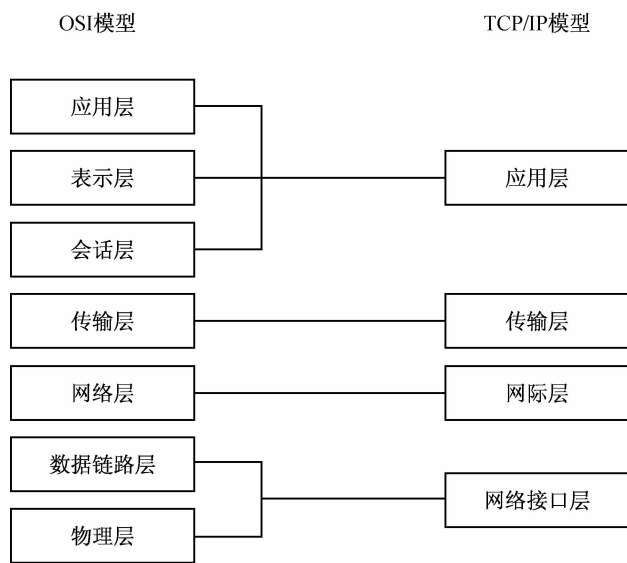 OSI模型
TCP/IP模型
应用层
表示层
会话层
传输层
网络层
数据链路层
物理层
应用层
传输层
网际层
网络接口层